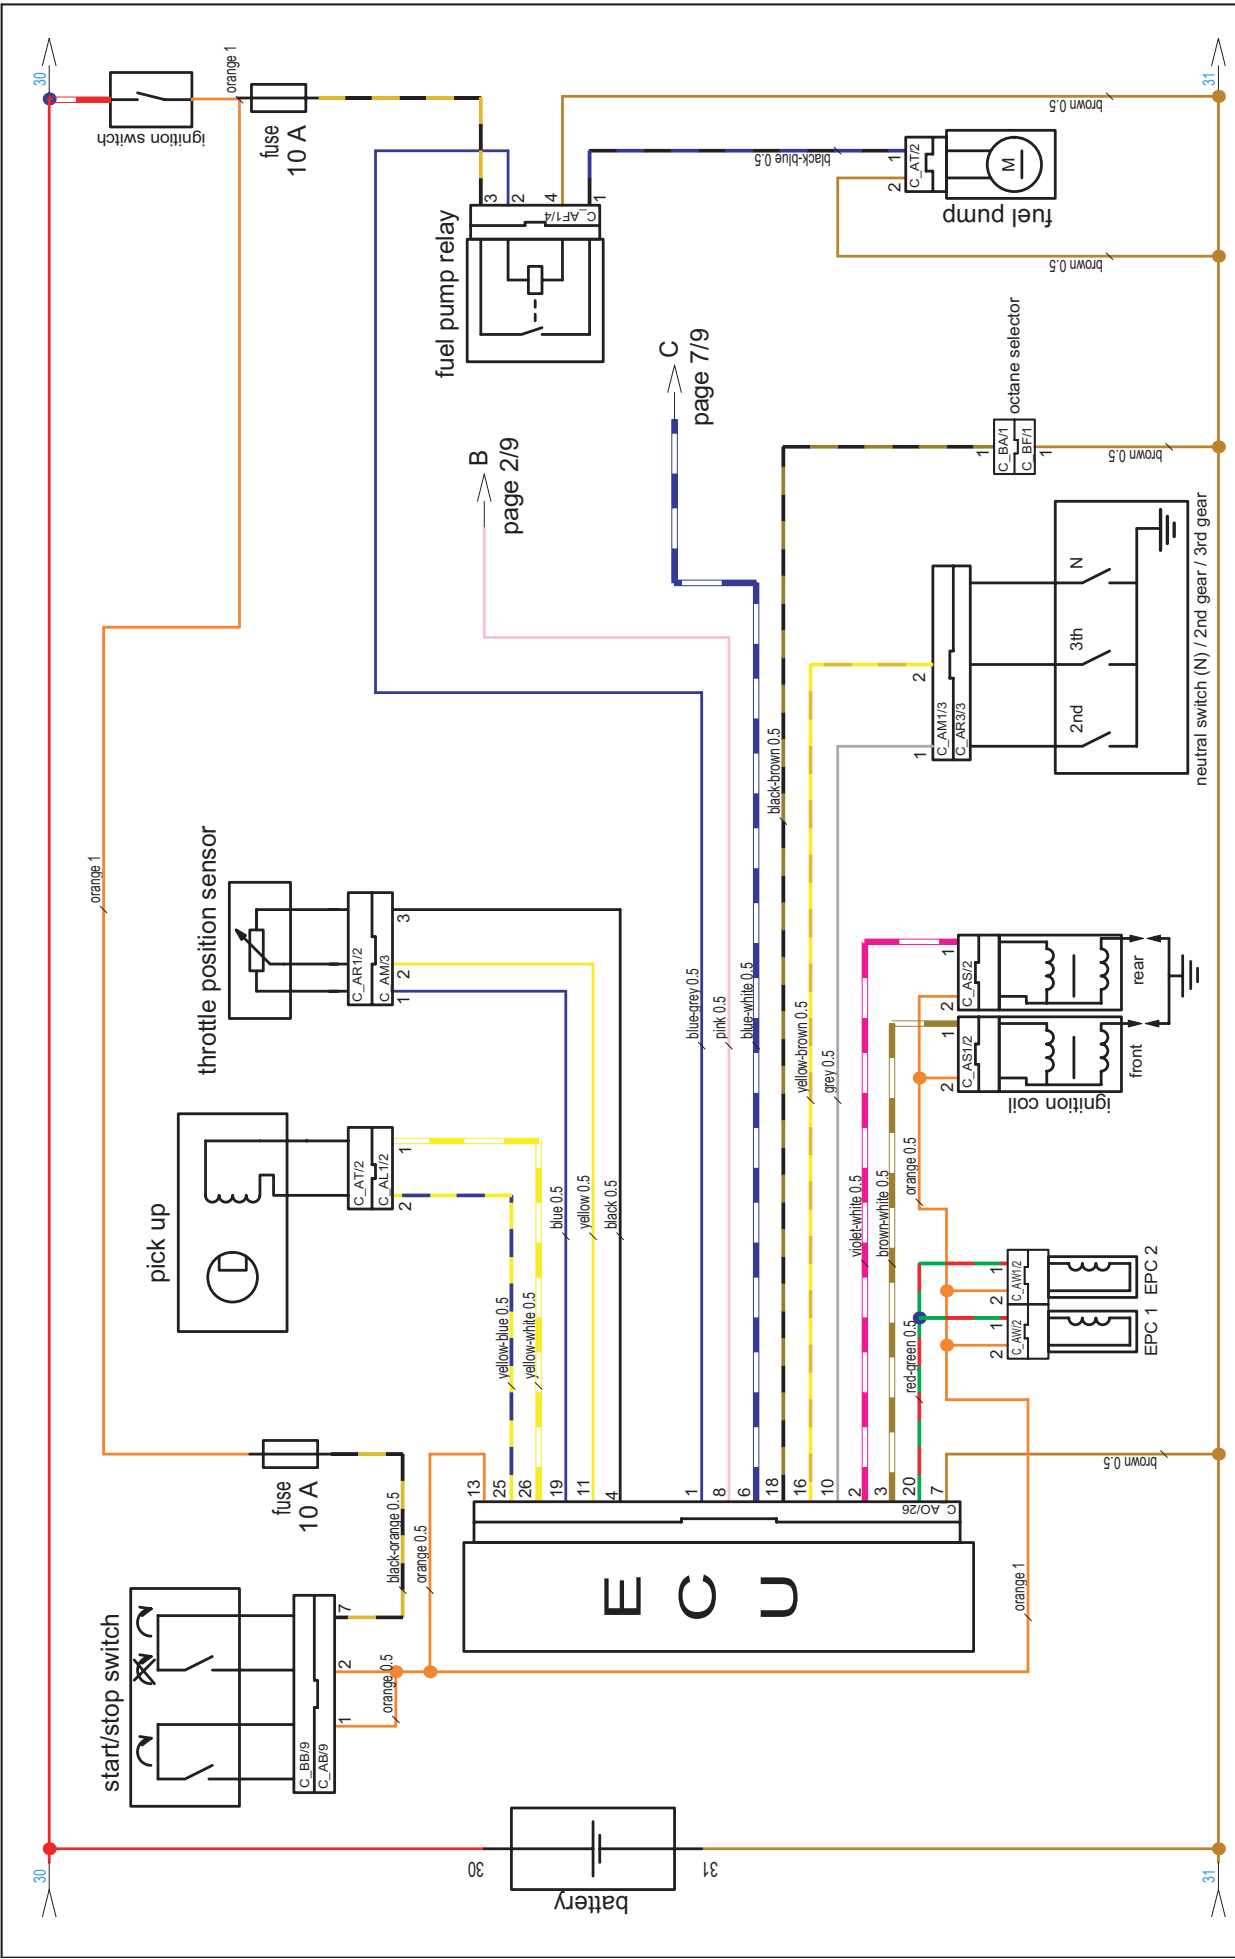 30
ignition switch
orange 1
fuse
10 A
fuel pump relay
3
2
4
1
C_AF1/4
brown 0.5
31
black-blue 0.5
1
2
C_AT/2
M
fuel pump
brown 0.5
B
page 2/9
C
page 7/9
octane selector
1
C_BA/1
C_BF/1
1
brown 0.5
orange 1
throttle position sensor
C_AR1/2
C_AM/3
3
2
1
pick up
C_AT/2
C_AL1/2
1
2
blue 0.5
yellow 0.5
black 0.5
yellow-blue 0.5
yellow-white 0.5
blue-grey 0.5
pink 0.5
blue-white 0.5
black-brown 0.5
yellow-brown 0.5
grey 0.5
2
1
C_AM1/3
C_AR3/3
N
3th
2nd
neutral switch (N) / 2nd gear / 3rd gear
violet-white 0.5
brown-white 0.5
orange 0.5
1
2
C_AS/2
rear
1
2
C_AS1/2
front
ignition coil
red-green 0.5
1
2
C_AW1/2
EPC 2
1
2
C_AW/2
EPC 1
brown 0.5
fuse
10 A
black-orange 0.5
orange 0.5
start/stop switch
C_BB/9
C_AB/9
7
2
1
orange 0.5
13
25
26
19
11
4
1
8
6
18
16
10
2
3
20
7
C_AO/26
E C U
orange 1
30
30
31
battery
31